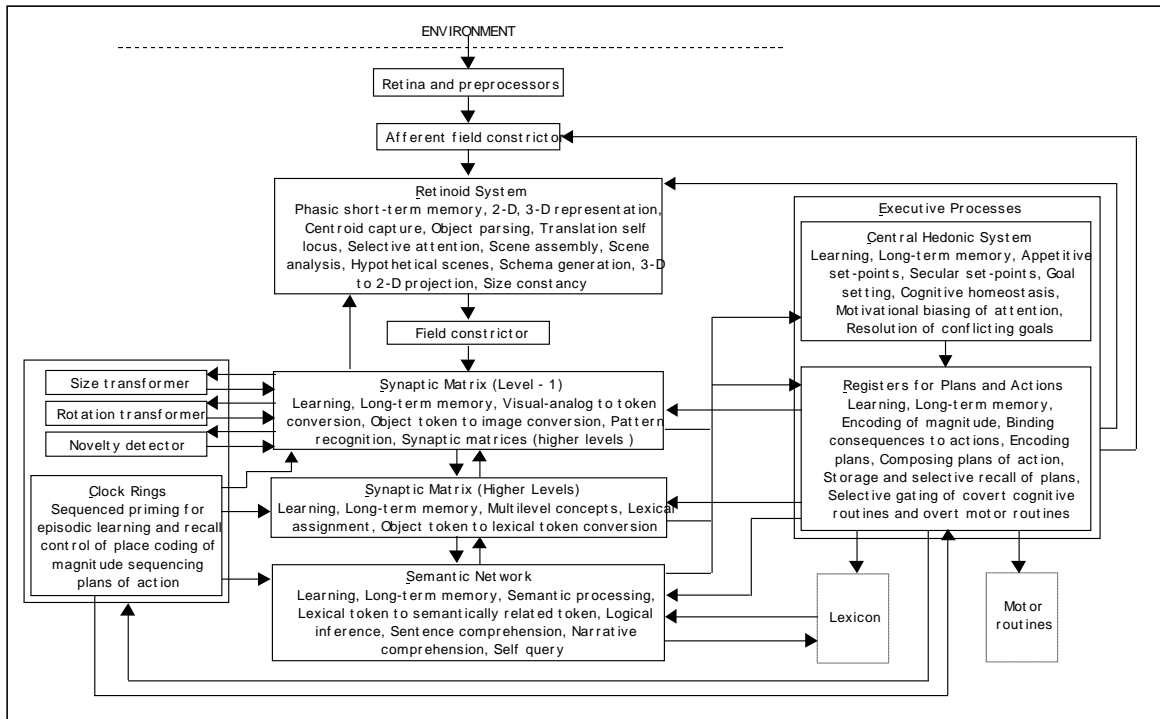 ENVIRONMENT
Retina and preprocessors
Afferent field constrictor
Retinoid System
Phasic short-term memory, 2-D, 3-D representation,
Centroid capture, Object parsing, Translation self
locus, Selective attention, Scene assembly, Scene
analysis, Hypothetical scenes, Schema generation, 3-D
to 2-D projection, Size constancy
Field constrictor
Size transformer
Rotation transformer
Novelty detector
Clock Rings
Sequenced priming for
episodic learning and recall
control of place coding of
magnitude sequencing
plans of action
Synaptic Matrix (Level - 1)
Learning, Long-term memory, Visual-analog to token
conversion, Object token to image conversion, Pattern
recognition, Synaptic matrices (higher levels )
Synaptic Matrix (Higher Levels)
Learning, Long-term memory, Multilevel concepts, Lexical
assignment, Object token to lexical token conversion
Semantic Network
Learning, Long-term memory, Semantic processing,
Lexical token to semantically related token, Logical
inference, Sentence comprehension, Narrative
comprehension, Self query
Executive Processes
Central Hedonic System
Learning, Long-term memory, Appetitive
set-points, Secular set-points, Goal
setting, Cognitive homeostasis,
Motivational biasing of attention,
Resolution of conflicting goals
Registers for Plans and Actions
Learning, Long-term memory,
Encoding of magnitude, Binding
consequences to actions, Encoding
plans, Composing plans of action,
Storage and selective recall of plans,
Selective gating of covert cognitive
routines and overt motor routines
Lexicon
Motor
routines